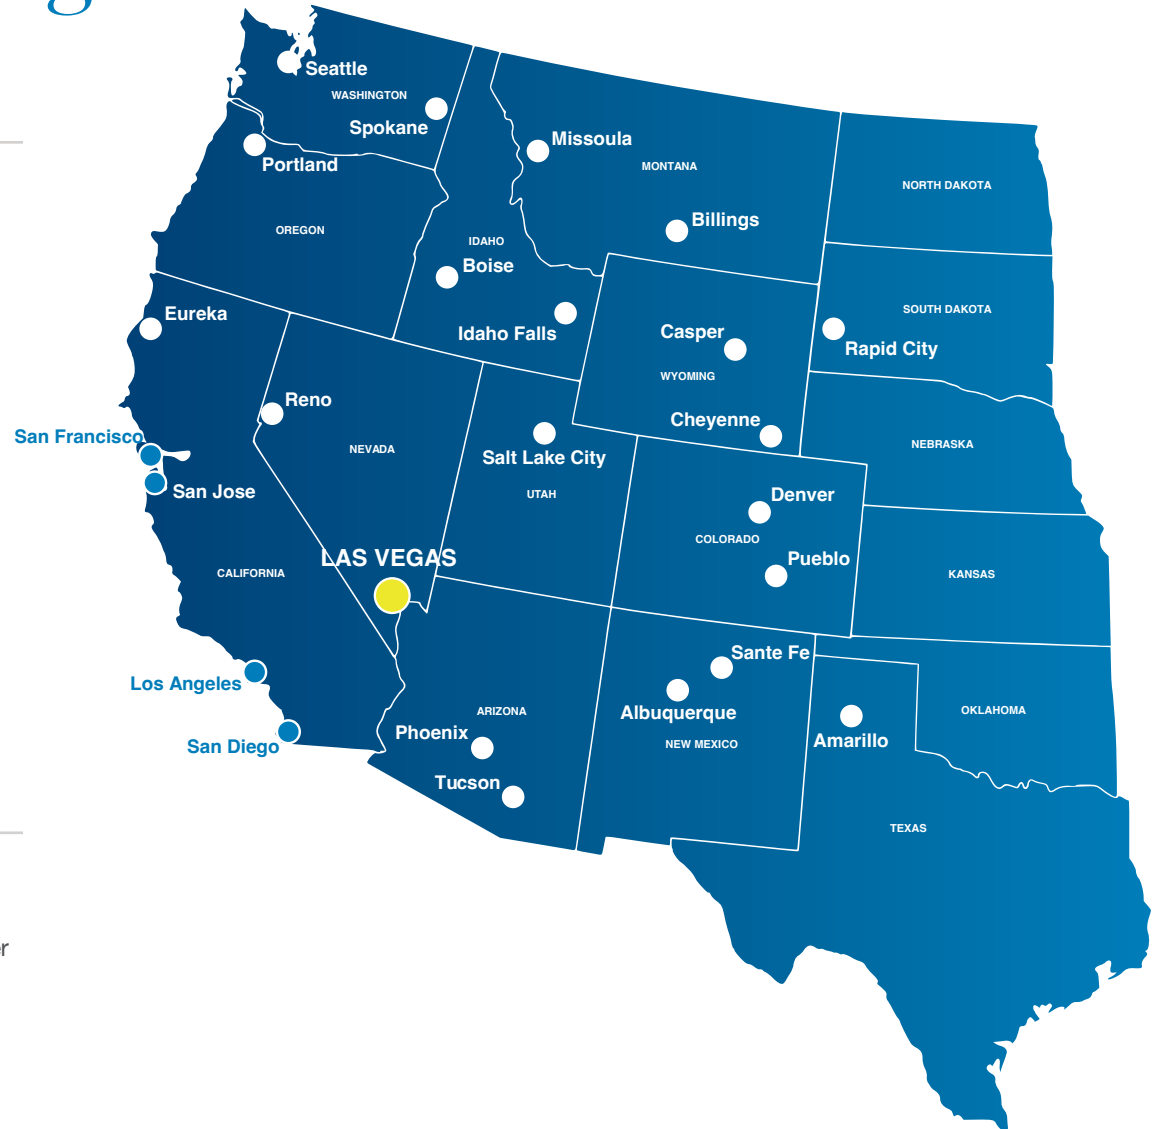 g
Seattle
WASHINGTON
Spokane
Missoula
Portland
MONTANA
NORTH DAKOTA
Billings
OREGON
IDAHO
Boise
Eureka
Idaho Falls
Casper
SOUTH DAKOTA
Rapid City
WYOMING
Reno
Cheyenne
San Francisco
NEVADA
Salt Lake City
NEBRASKA
San Jose
UTAH
Denver
COLORADO
LAS VEGAS
Pueblo
CALIFORNIA
KANSAS
Sante Fe
Los Angeles
Albuquerque
ARIZONA
OKLAHOMA
Phoenix
San Diego
NEW MEXICO
Amarillo
Tucson
TEXAS
r